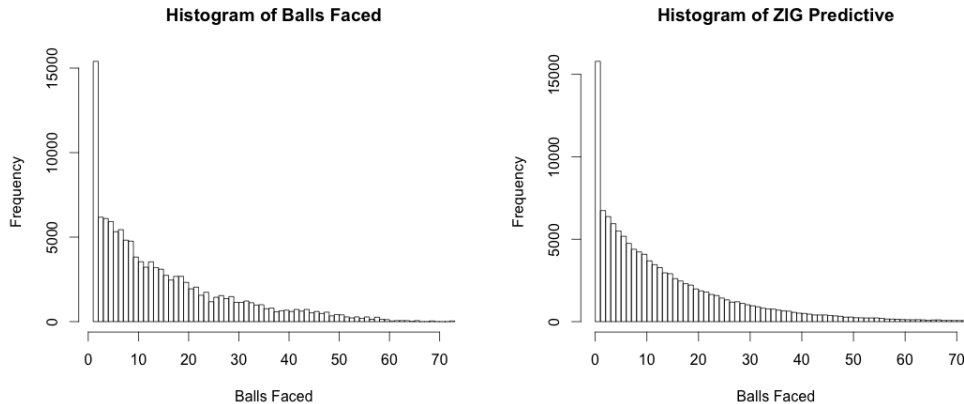 Histogram of Balls Faced
Frequency
15000
10000
5000
0
0 10 20 30 40 50 60 70
Balls Faced
Histogram of ZIG Predictive
Frequency
15000
10000
5000
0
0 10 20 30 40 50 60 70
Balls Faced